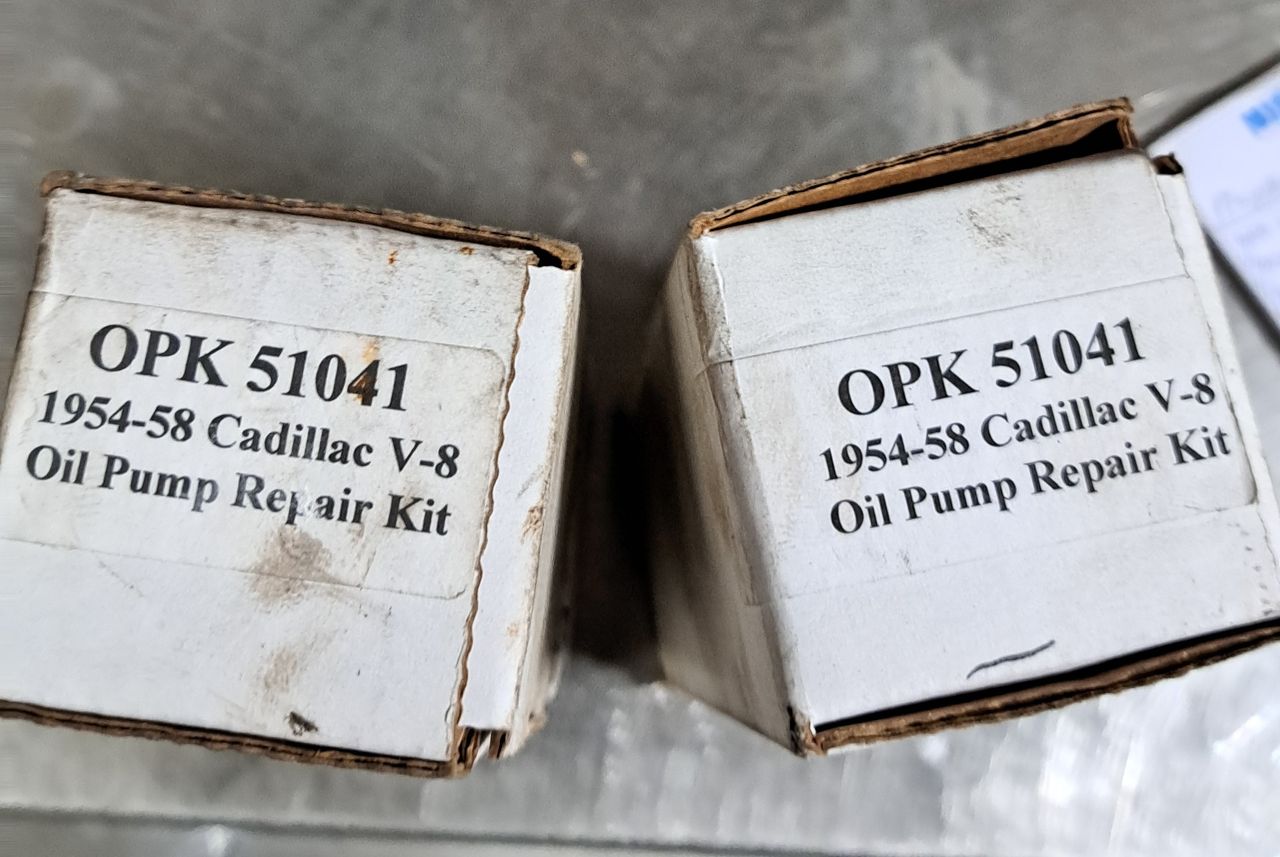 OPK 51041
1954-58 Cadillac V-8
Oil Pump Repair Kit
OPK 51041
1954-58 Cadillac V-8
Oil Pump Repair Kit